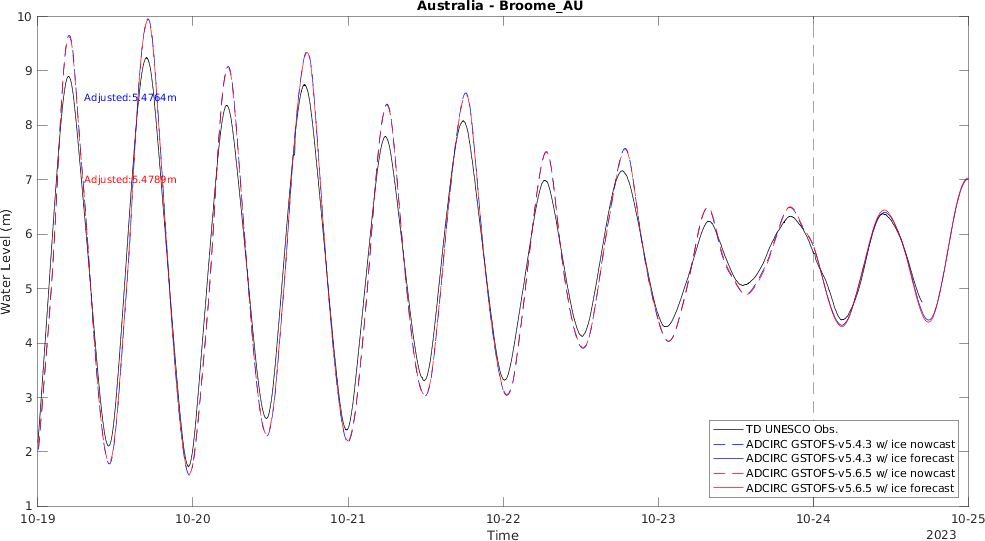 Australia - Broome_AU
10
9
8
7
6
5
4
3
2
1
Water Level (m)
Adjusted:5.4764m
Adjusted:5.4789m
TD UNESCO Obs.
ADCIRC GSTOFS-v5.4.3 w/ ice nowcast
ADCIRC GSTOFS-v5.4.3 w/ ice forecast
ADCIRC GSTOFS-v5.6.5 w/ ice nowcast
ADCIRC GSTOFS-v5.6.5 w/ ice forecast
10-19
10-20
10-21
10-22
10-23
10-24
10-25
Time
2023